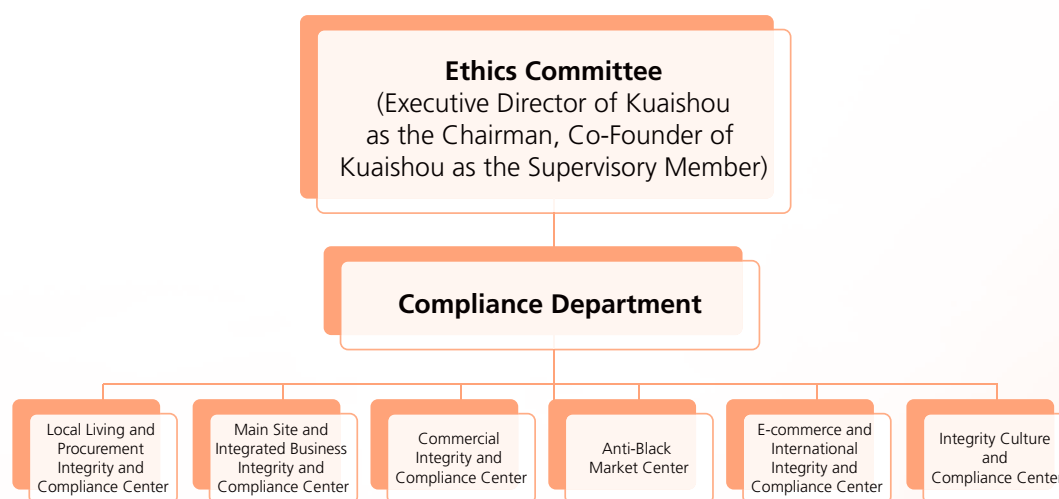 Ethics Committee
(Executive Director of Kuaishou
as the Chairman, Co-Founder of
Kuaishou as the Supervisory Member)
Compliance Department
Local Living and
Procurement
Integrity and
Compliance Center
Main Site and
Integrated Business
Integrity and
Compliance Center
Commercial
Integrity and
Compliance Center
Anti-Black
Market Center
E-commerce and
International
Integrity and
Compliance Center
Integrity Culture
and
Compliance Center